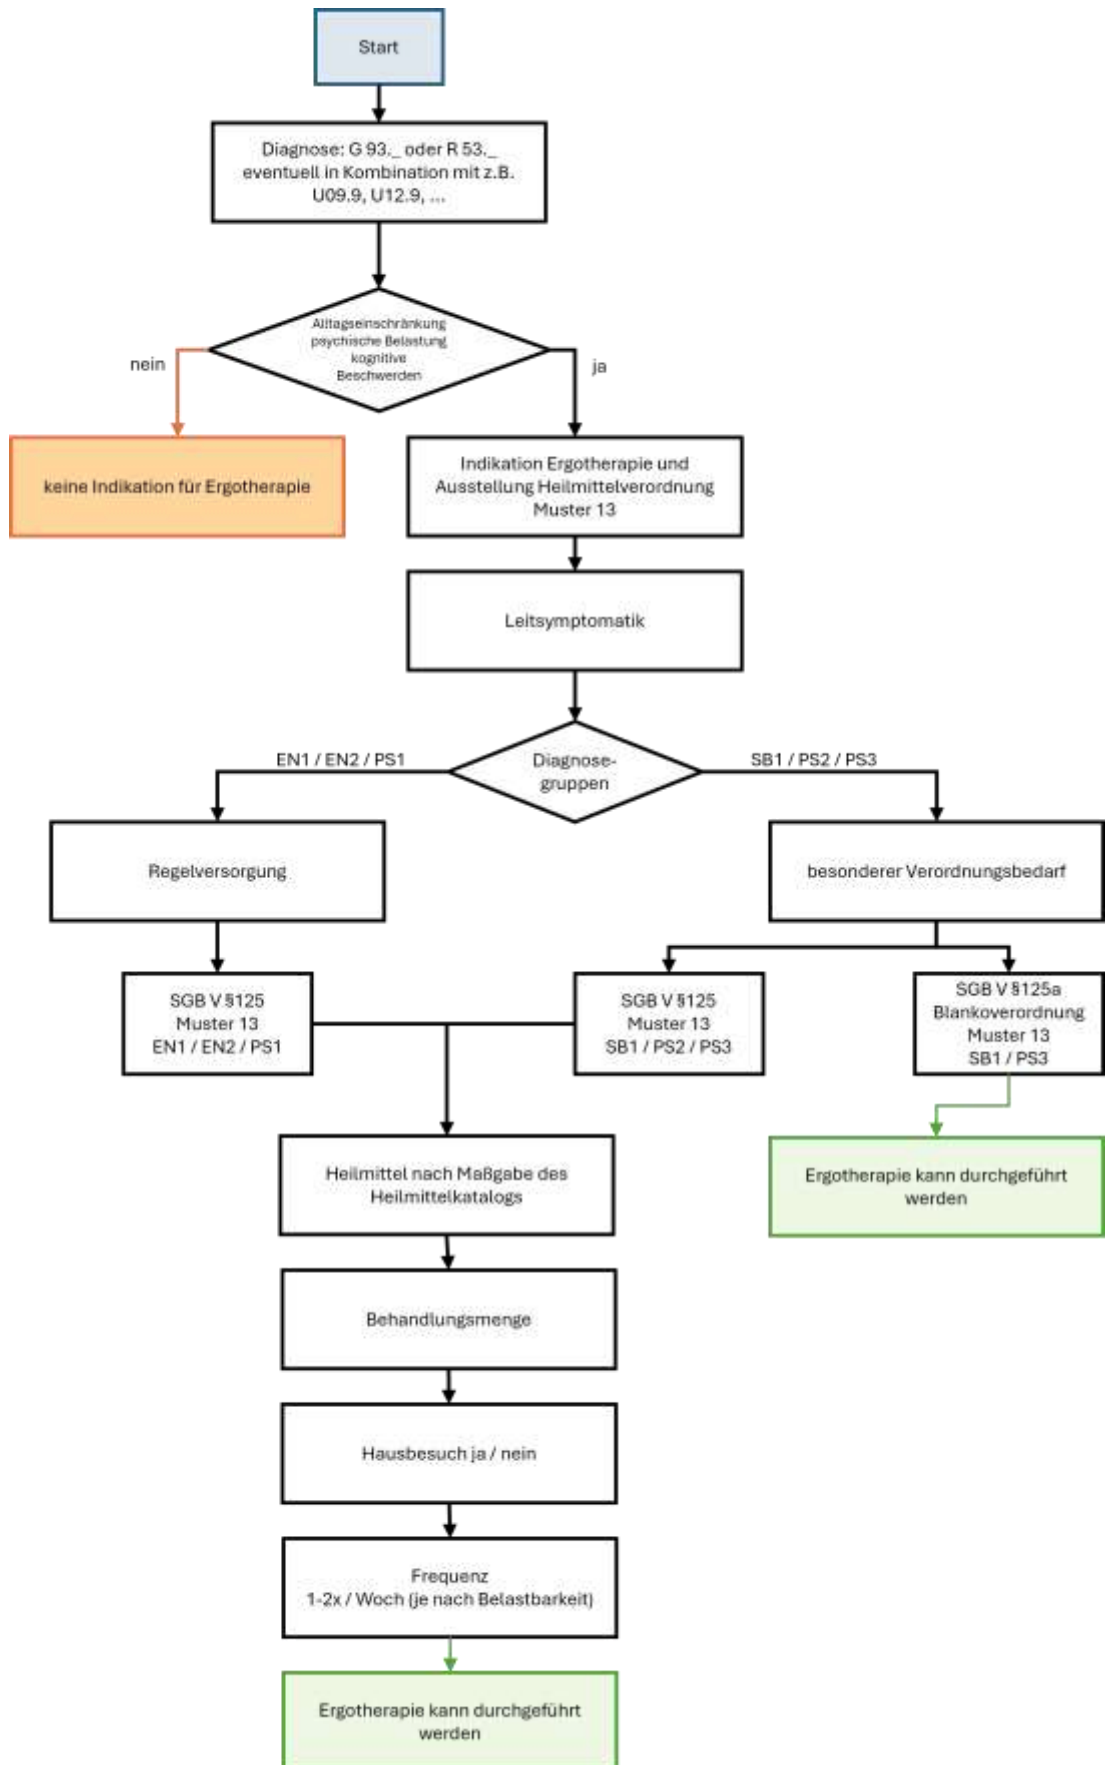 Start
Diagnose: G 93._ oder R 53._
eventuell in Kombination mit z.B.
U09.9, U12.9, ...
Alltagseinschränkung
psychische Belastung
kognitive
Beschwerden
nein
ja
keine Indikation für Ergotherapie
Indikation Ergotherapie und
Ausstellung Heilmittelverordnung
Muster 13
Leitsymptomatik
EN1 / EN2 / PS1
Diagnose-
gruppen
SB1 / PS2 / PS3
Regelversorgung
besonderer Verordnungsbedarf
SGB V §125
Muster 13
EN1 / EN2 / PS1
SGB V §125
Muster 13
SB1 / PS2 / PS3
SGB V §125a
Blankoverordnung
Muster 13
SB1 / PS3
Heilmittel nach Maßgabe des
Heilmittelkatalogs
Ergotherapie kann durchgeführt
werden
Behandlungsmenge
Hausbesuch ja / nein
Frequenz
1-2x / Woch (je nach Belastbarkeit)
Ergotherapie kann durchgeführt
werden